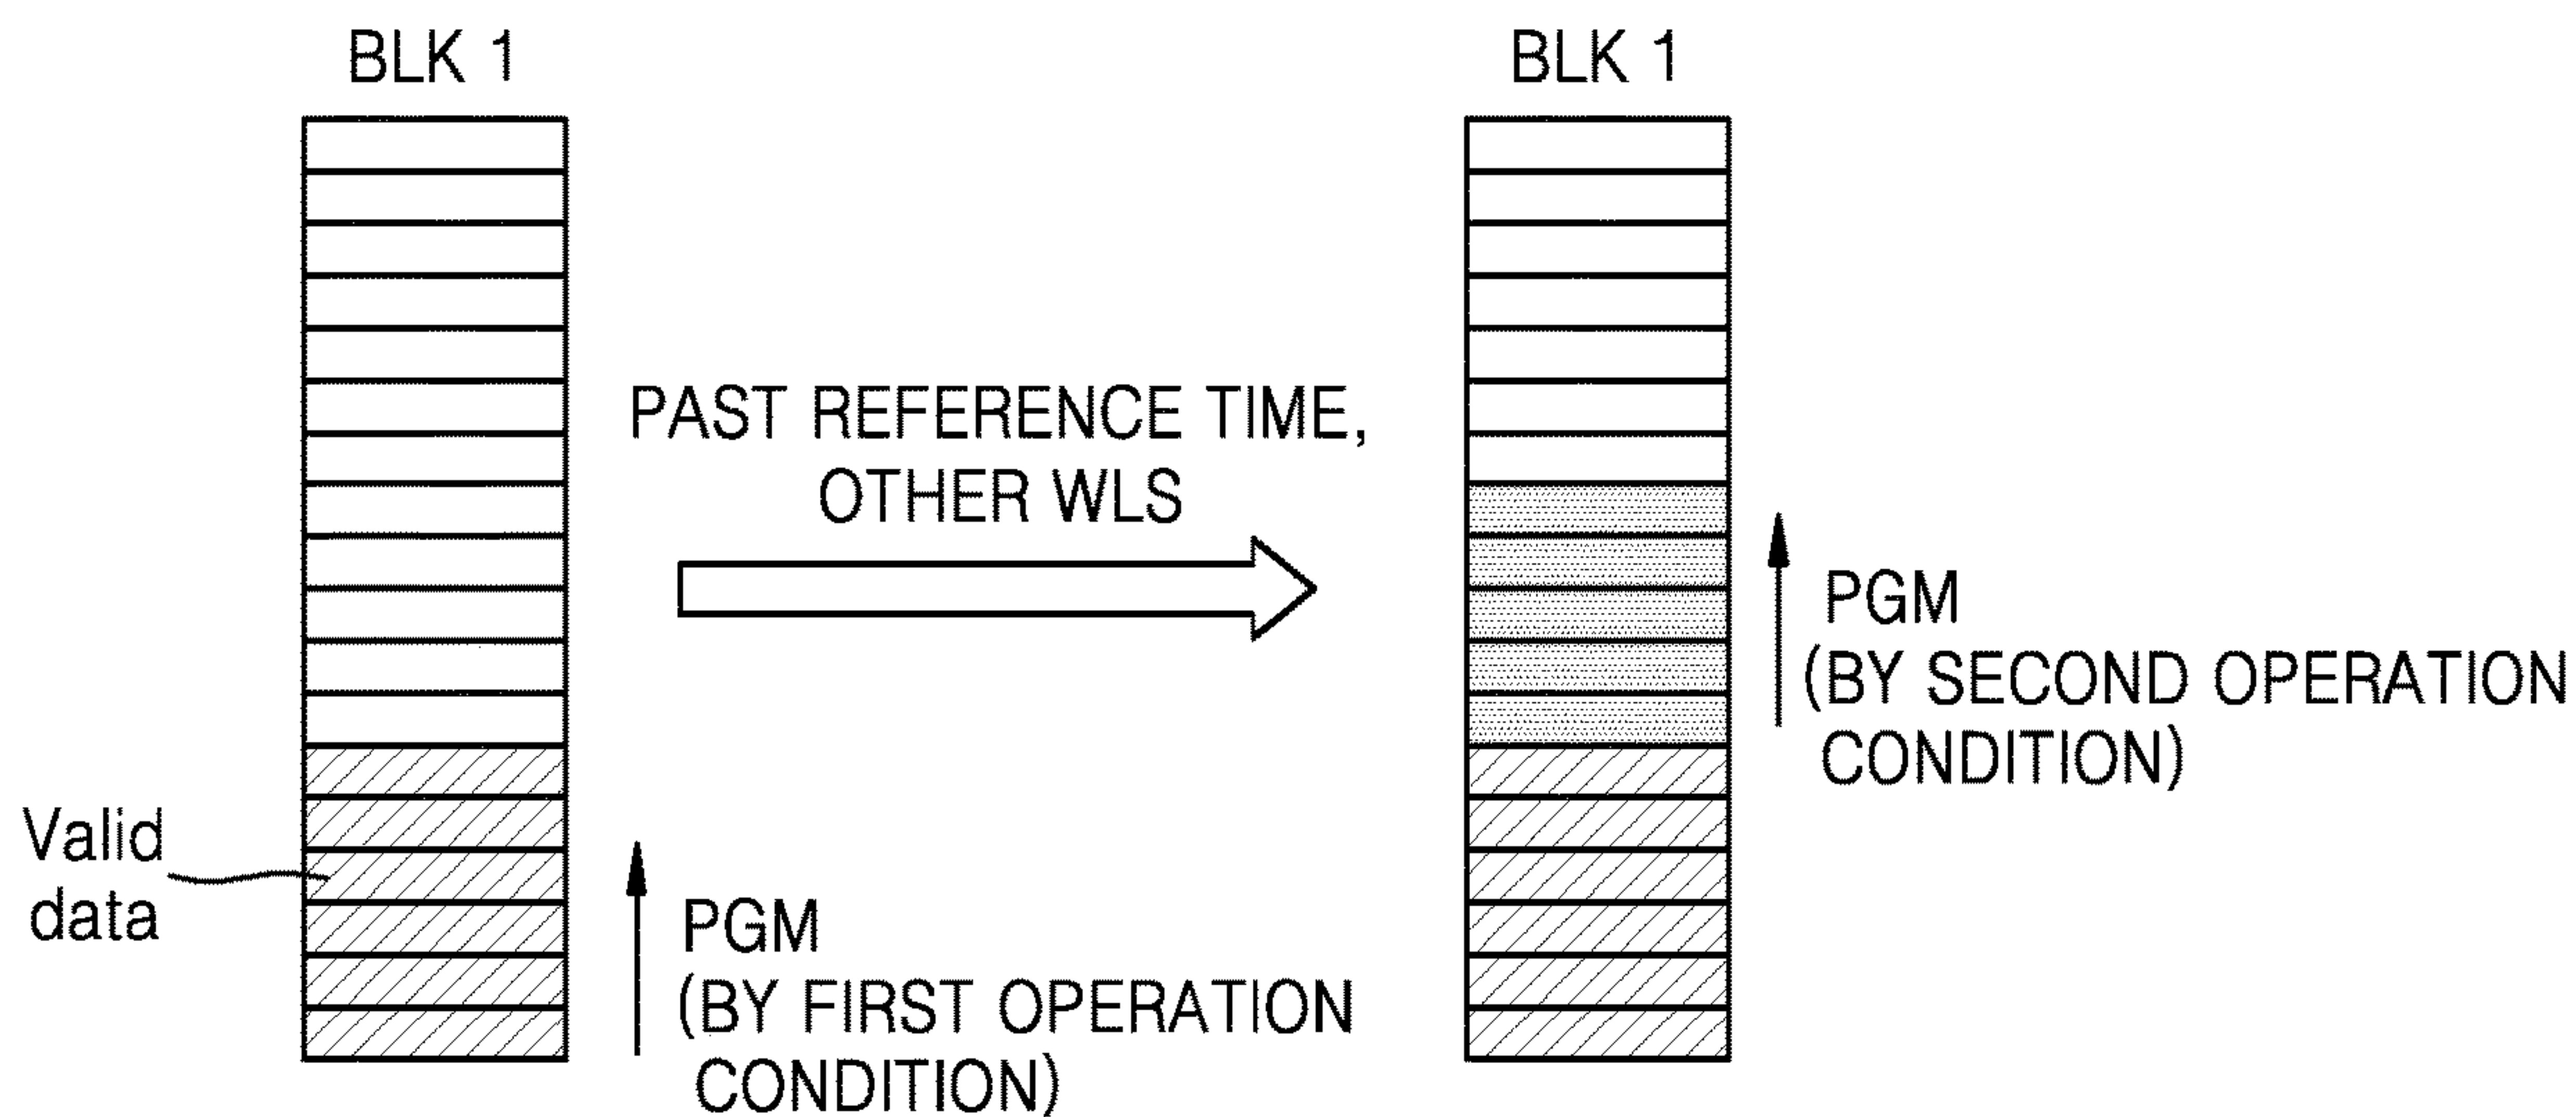 BLK 1
BLK 1
PAST REFERENCE TIME,
OTHER WLS
PGM
(BY SECOND OPERATION
CONDITION)
Valid
data
PGM
(BY FIRST OPERATION
CONDITION)